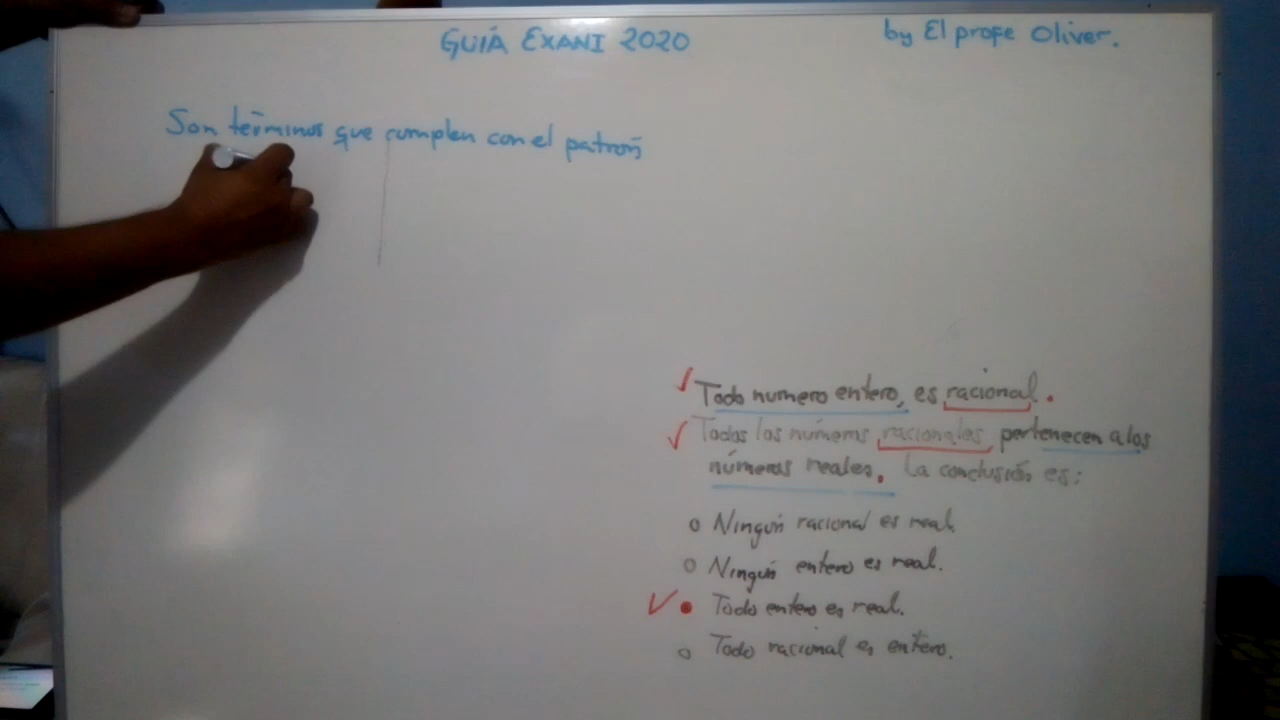 GUIA EXANI 2020
by El profe Oliver.
Son términos que cumplen con el patrón
Todo numero entero, es racional.
Todos los números racionales pertenecen a los
números reales. La conclusión es:
Ningún racional es real.
Ningún entero es real.
Todo entero es real.
Todo racional es entero.